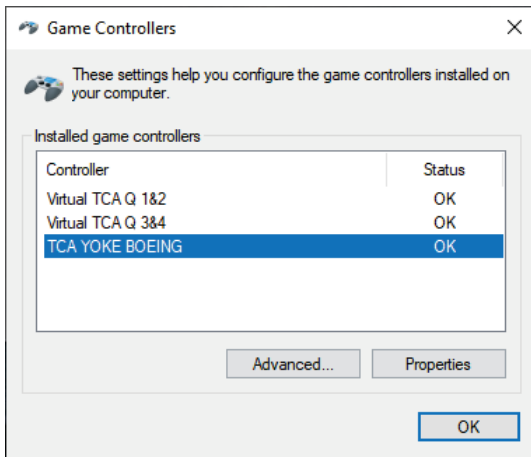 Game Controllers
These settings help you configure the game controllers installed on
your computer.
Installed game controllers
Controller Status
Virtual TCA Q 1&2 OK
Virtual TCA Q 3&4 OK
TCA YOKE BOEING OK
Advanced... Properties
OK